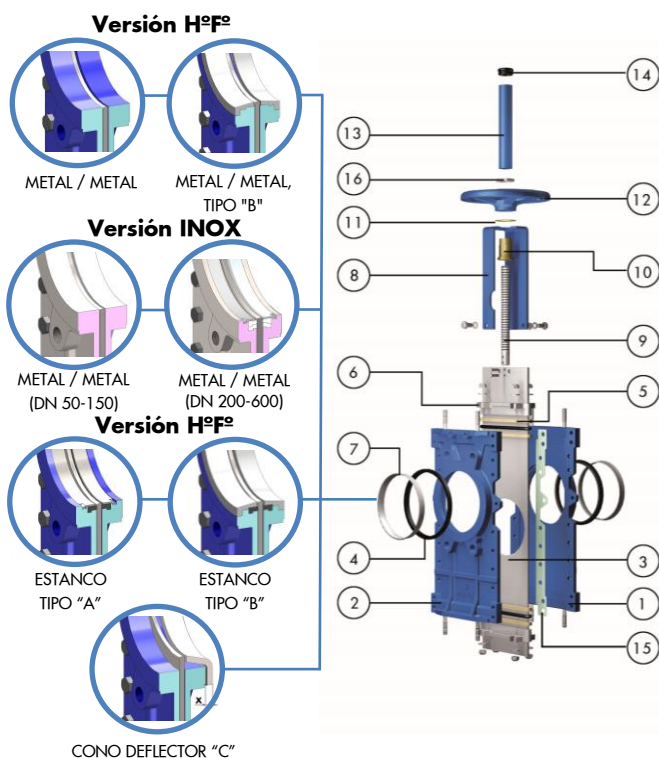 Versión HºFº
METAL / METAL
METAL / METAL,
TIPO "B"
Versión INOX
METAL / METAL
(DN 50-150)
METAL / METAL
(DN 200-600)
Versión HºFº
ESTANCO
TIPO “A”
ESTANCO
TIPO “B”
x
CONO DEFLECTOR “C”
14
13
16
12
11
8
10
9
6
5
7
4
3
2
1
15